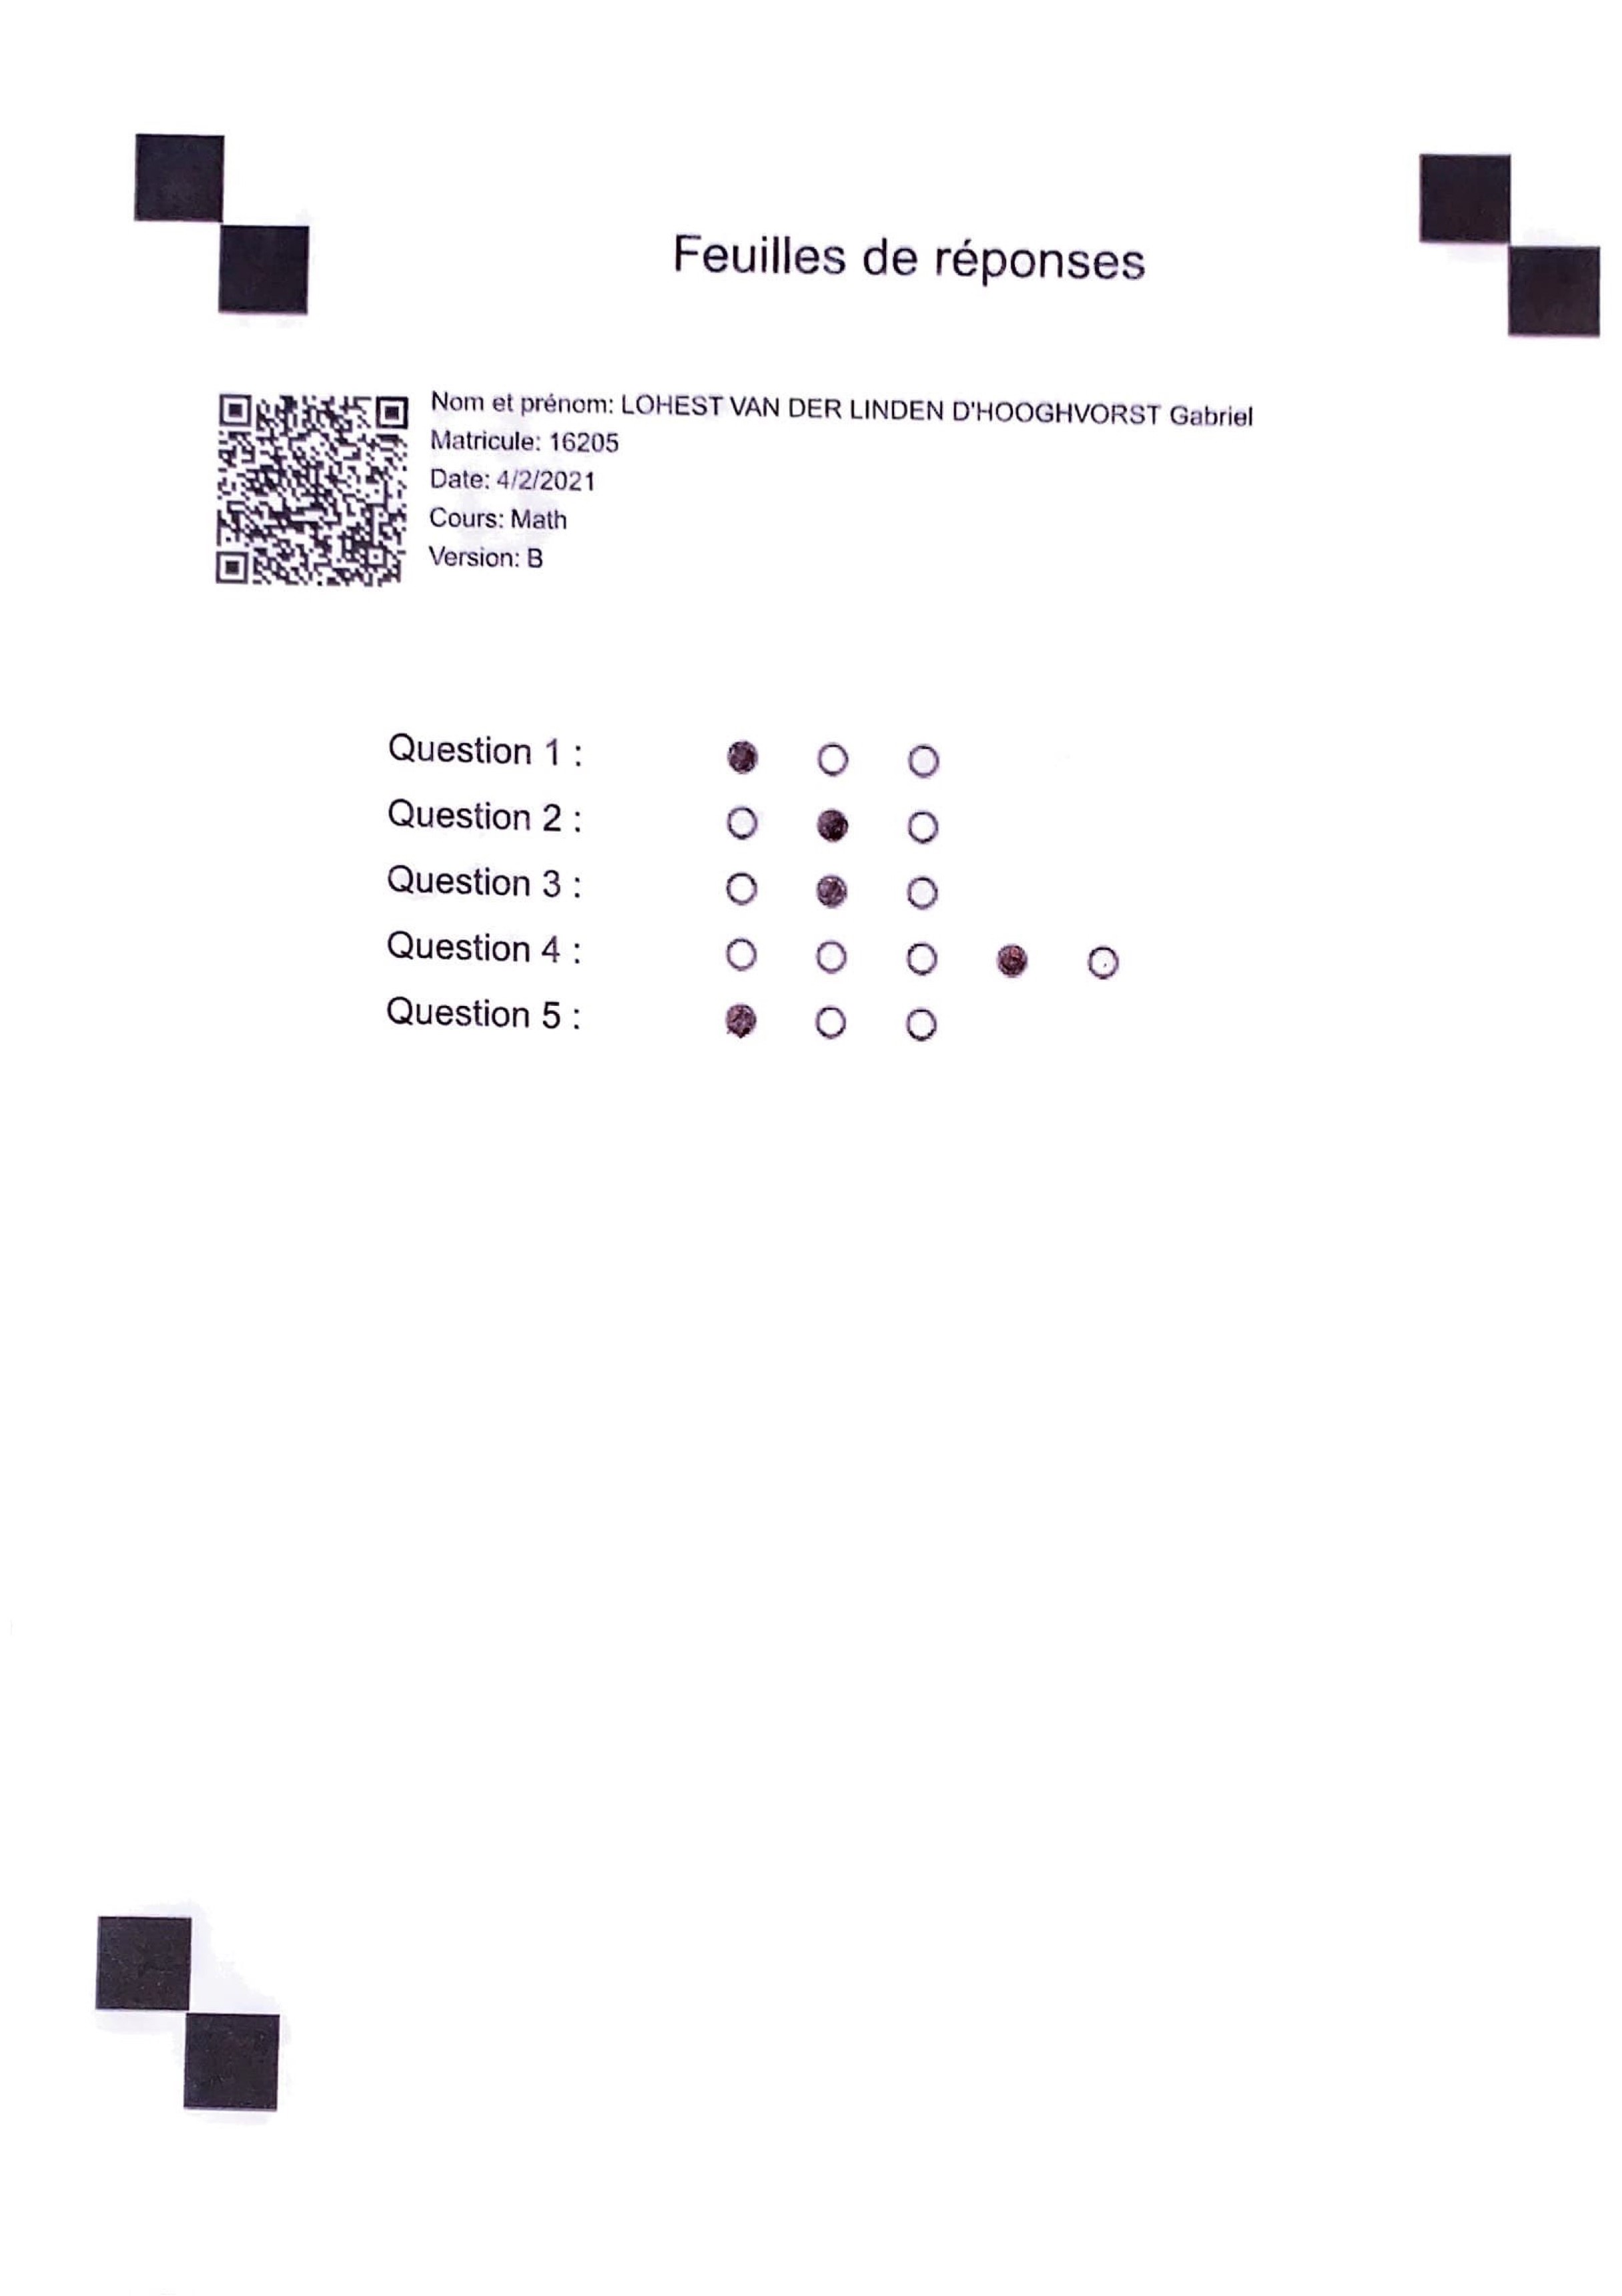 Feuilles de réponses
Nom et prénom: LOHEST VAN DER LINDEN D'HOOGHVORST Gabriel
Matricule: 16205
Date: 4/2/2021
Cours: Math
Version: B
Question 1 :
Question 2 :
Question 3 :
Question 4 :
Question 5 :